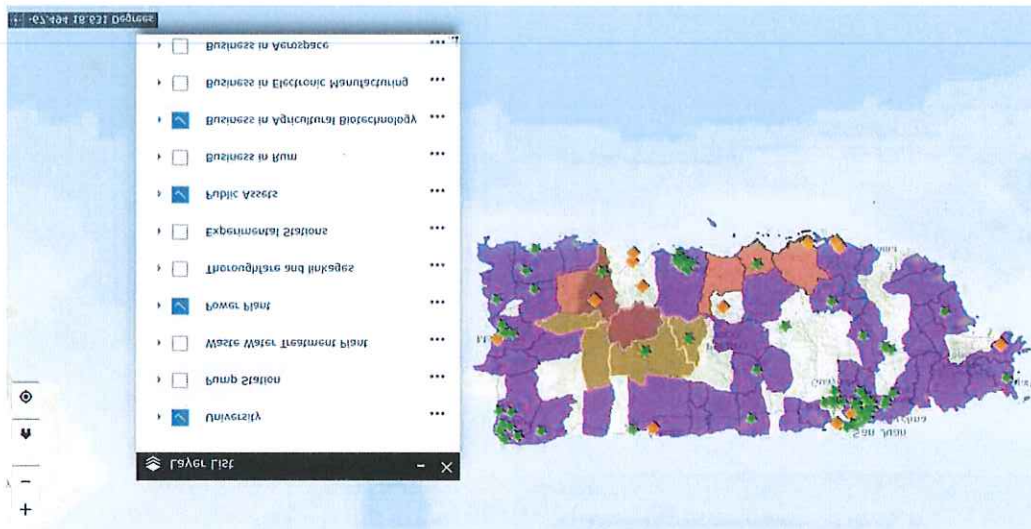 Layer List
University
Pump Station
Waste Water Treatment Plant
Power Plant
Thoroughfare and linkages
Experimental Stations
Public Assets
Business in Rum
Business in Agricultural Biotechnology
Business in Electronic Manufacturing
Business in Aerospace
San Juan
-67.494 18.631 Degrees